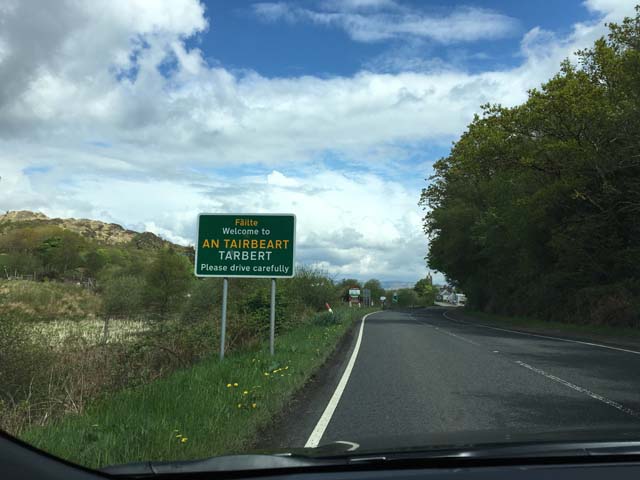 Fàilte
Welcome to
AN TAIRBEART
TARBERT
Please drive carefully